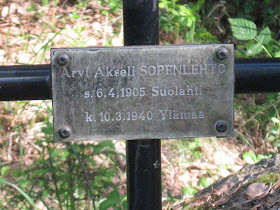 Arvi Akseli SOPENLEHTO
s. 6.4.1905 Suolahti
k. 10.3.1940 Ylämaa